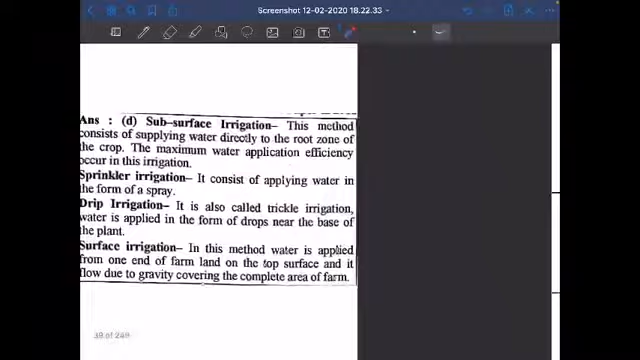 Screenshot 12-02-2020 18.22.33
Ans : (d) Sub-surface Irrigation– This method
consists of supplying water directly to the root zone of
the crop. The maximum water application efficiency
occur in this irrigation.
Sprinkler irrigation– It consist of applying water in
the form of a spray.
Drip Irrigation– It is also called trickle irrigation,
water is applied in the form of drops near the base of
the plant.
Surface irrigation– In this method water is applied
from one end of farm land on the top surface and it
flow due to gravity covering the complete area of farm.
38 of 249